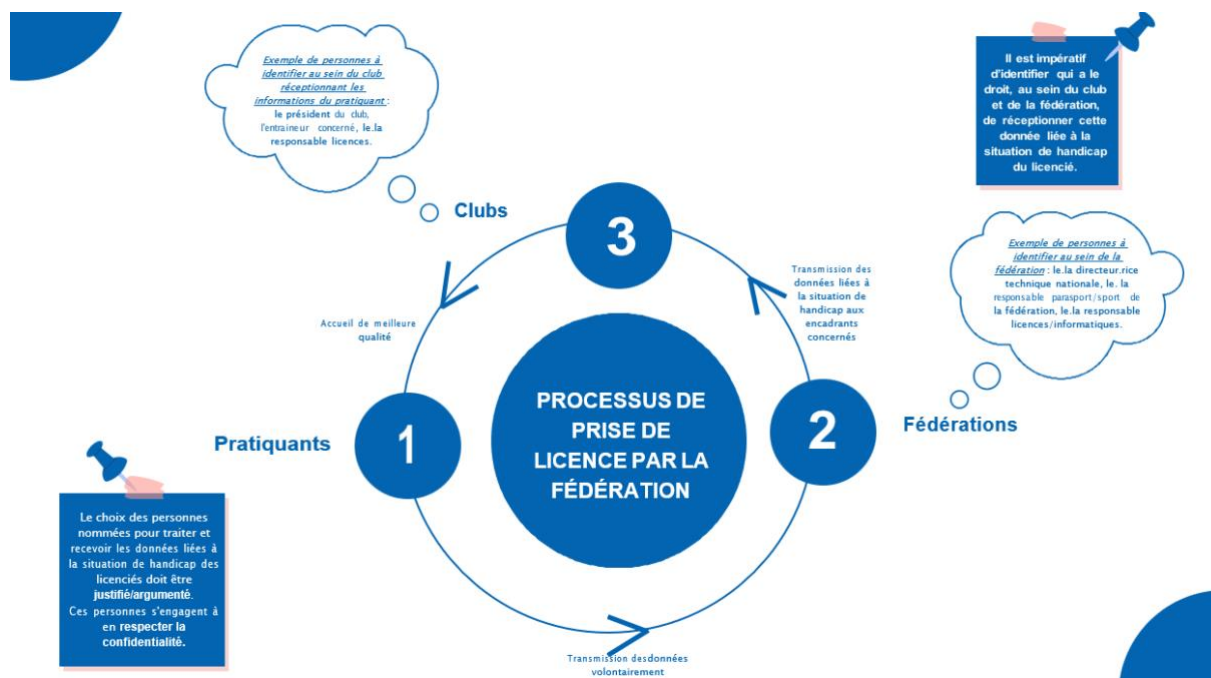 Exemple de personnes à
identifier au sein du club
réceptionnant les
informations du pratiquant :
le président du club,
l'entraineur concerné, le.la
responsable licences.
Il est impératif
d'identifier qui a le
droit, au sein du club
et de la fédération,
de réceptionner cette
donnée liée à la
situation de handicap
du licencié.
Clubs
3
Exemple de personnes à
identifier au sein de la
fédération : le.la directeur.rice
technique nationale, le. la
responsable parasport/sport de
la fédération, le.la responsable
licences/informatiques.
Transmission des
données liées à
la situation de
handicap aux
encadrants
concernés
Accueil de meilleure
qualité
PROCESSUS DE
PRISE DE
LICENCE PAR LA
FÉDÉRATION
Pratiquants
1
2
Fédérations
Le choix des personnes
nommées pour traiter et
recevoir les données liées à
la situation de handicap des
licenciés doit être
justifié/argumenté.
Ces personnes s'engagent à
en respecter la
confidentialité.
Transmission desdonnées
volontairement